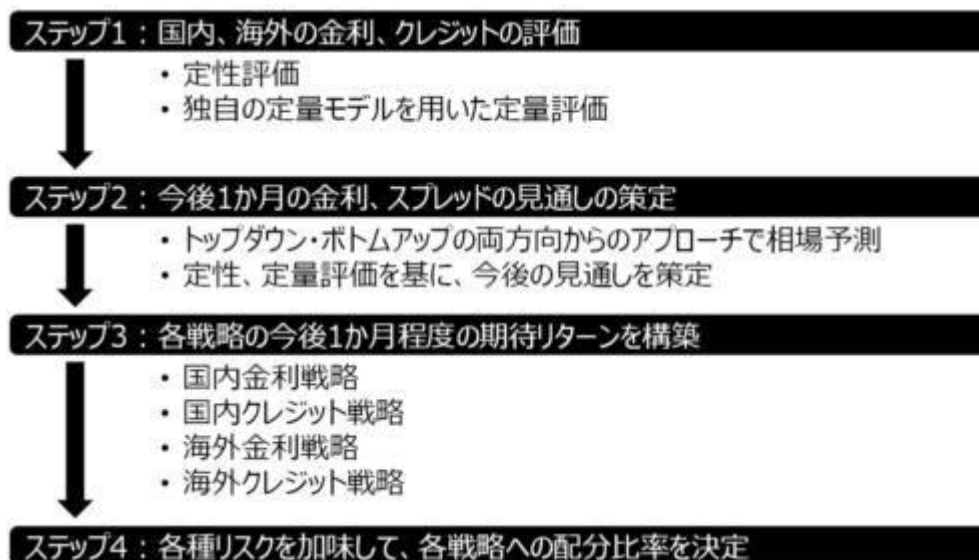 ステップ1：国内、海外の金利、クレジットの評価
・定性評価
・独自の定量モデルを用いた定量評価
ステップ2：今後1か月の金利、スプレッドの見通しの策定
・トップダウン・ボトムアップの両方向からのアプローチで相場予測
・定性、定量評価を基に、今後の見通しを策定
ステップ3：各戦略の今後1か月程度の期待リターンを構築
・国内金利戦略
・国内クレジット戦略
・海外金利戦略
・海外クレジット戦略
ステップ4：各種リスクを加味して、各戦略への配分比率を決定